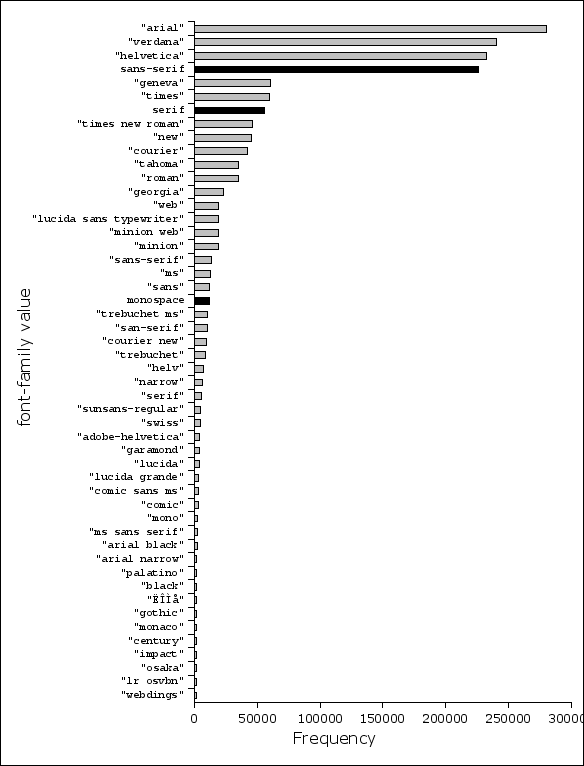 "arial"
"verdana"
"helvetica"
sans-serif
"geneva"
"times"
serif
"times new roman"
"new"
"courier"
"tahoma"
"roman"
"georgia"
"web"
"lucida sans typewriter"
"minion web"
"minion"
"sans-serif"
"ms"
"sans"
monospace
"trebuchet ms"
"san-serif"
"courier new"
"trebuchet"
"helv"
"narrow"
"serif"
"sunsans-regular"
"swiss"
"adobe-helvetica"
"garamond"
"lucida"
"lucida grande"
"comic sans ms"
"comic"
"mono"
"ms sans serif"
"arial black"
"arial narrow"
"palatino"
"black"
"ËÎÌå"
"gothic"
"monaco"
"century"
"impact"
"osaka"
"lr osvbn"
"webdings"
font-family value
0 50000 100000 150000 200000 250000 30000
Frequency